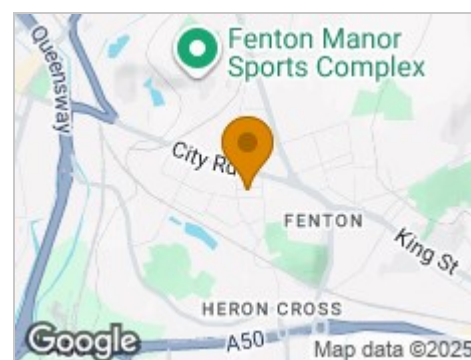 Fenton Manor
Sports Complex
Queensway
City Rd
FENTON
King St
HERON CROSS
A50
Google
Map data ©2025